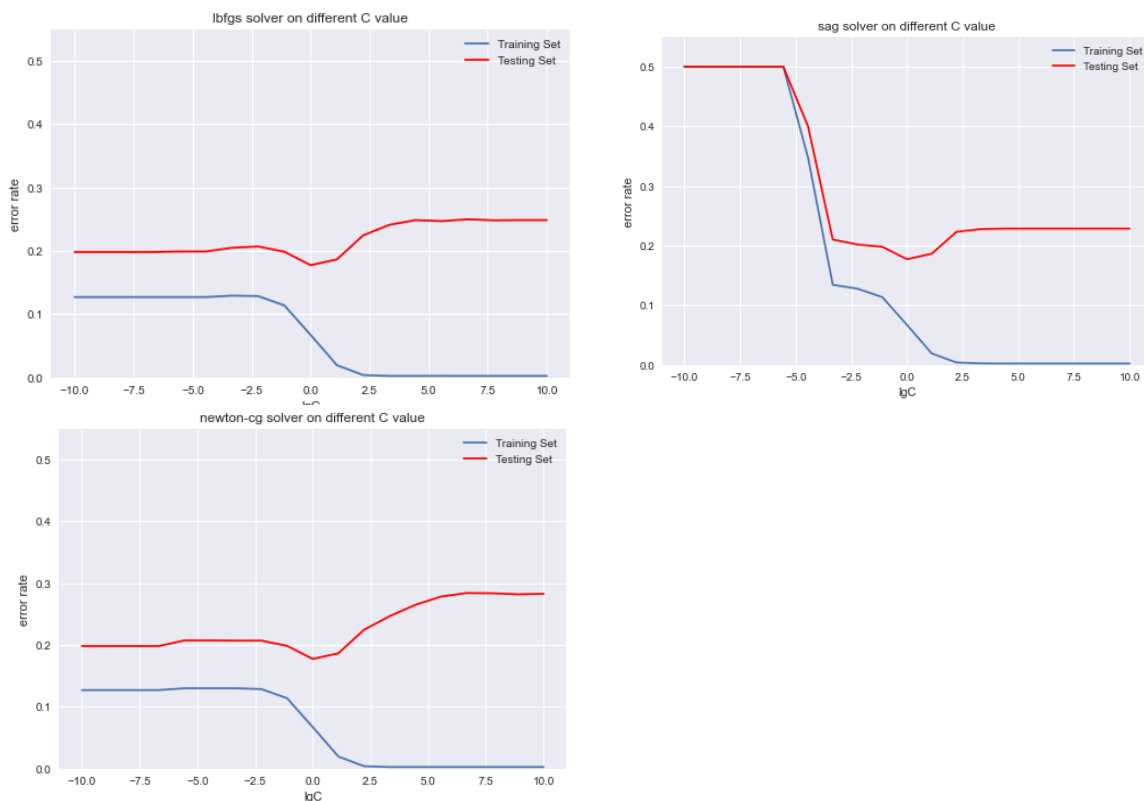 lbfgs solver on different C value
Training Set
Testing Set
0.5
0.4
0.3
0.2
0.1
0.0
error rate
−10.0 −7.5 −5.0 −2.5 0.0 2.5 5.0 7.5 10.0
lgC
sag solver on different C value
Training Set
Testing Set
0.5
0.4
0.3
0.2
0.1
0.0
error rate
−10.0 −7.5 −5.0 −2.5 0.0 2.5 5.0 7.5 10.0
lgC
newton-cg solver on different C value
Training Set
Testing Set
0.5
0.4
0.3
0.2
0.1
0.0
error rate
−10.0 −7.5 −5.0 −2.5 0.0 2.5 5.0 7.5 10.0
lgC